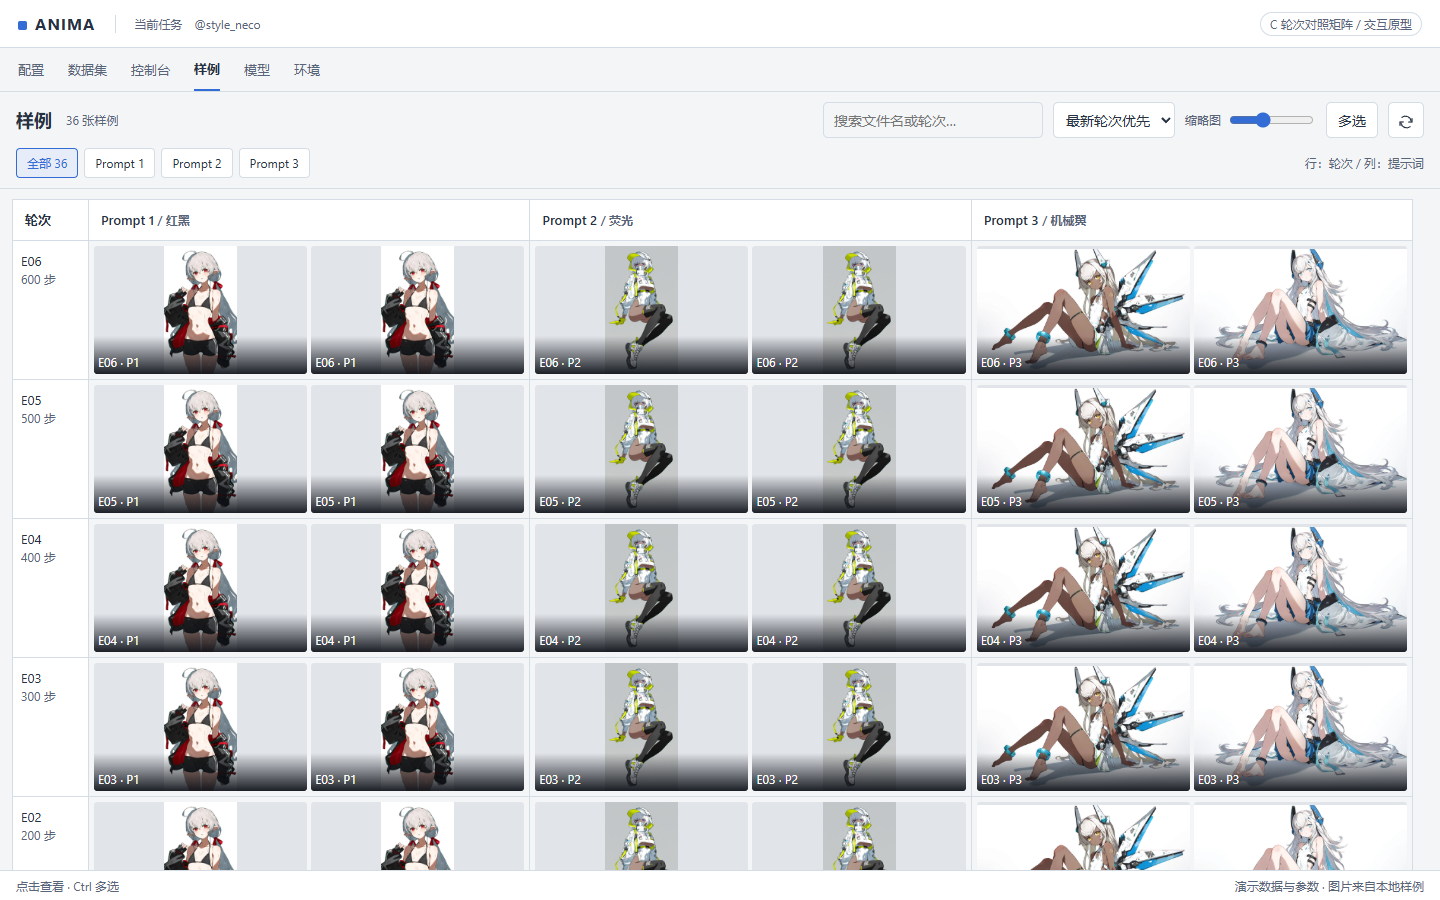 ANIMA 当前任务 @style_neco C 轮次对照矩阵 / 交互原型
配置 数据集 控制台 样例 模型 环境
样例 36 张样例 搜索文件名或轮次... 最新轮次优先 缩略图 多选
全部 36 Prompt 1 Prompt 2 Prompt 3 行：轮次 / 列：提示词
轮次 Prompt 1 / 红黑 Prompt 2 / 荧光 Prompt 3 / 机械翼
E06
600 步
E06 · P1 E06 · P1 E06 · P2 E06 · P2 E06 · P3 E06 · P3
E05
500 步
E05 · P1 E05 · P1 E05 · P2 E05 · P2 E05 · P3 E05 · P3
E04
400 步
E04 · P1 E04 · P1 E04 · P2 E04 · P2 E04 · P3 E04 · P3
E03
300 步
E03 · P1 E03 · P1 E03 · P2 E03 · P2 E03 · P3 E03 · P3
E02
200 步
点击查看 · Ctrl 多选 演示数据与参数 · 图片来自本地样例